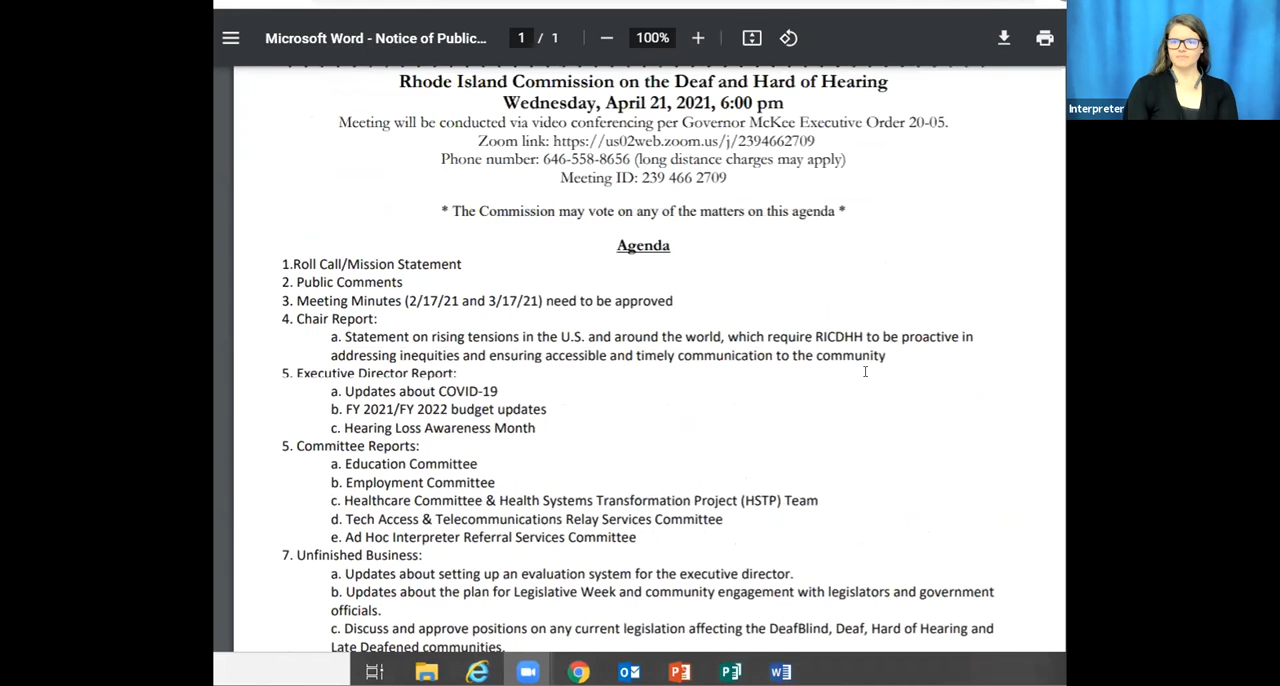 Microsoft Word - Notice of Public...
1 / 1
100%
Interpreter
Rhode Island Commission on the Deaf and Hard of Hearing
Wednesday, April 21, 2021, 6:00 pm
Meeting will be conducted via video conferencing per Governor McKee Executive Order 20-05.
Zoom link: https://us02web.zoom.us/j/2394662709
Phone number: 646-558-8656 (long distance charges may apply)
Meeting ID: 239 466 2709
* The Commission may vote on any of the matters on this agenda *
Agenda
1.Roll Call/Mission Statement
2. Public Comments
3. Meeting Minutes (2/17/21 and 3/17/21) need to be approved
4. Chair Report:
a. Statement on rising tensions in the U.S. and around the world, which require RICDHH to be proactive in
addressing inequities and ensuring accessible and timely communication to the community
5. Executive Director Report:
a. Updates about COVID-19
b. FY 2021/FY 2022 budget updates
c. Hearing Loss Awareness Month
5. Committee Reports:
a. Education Committee
b. Employment Committee
c. Healthcare Committee & Health Systems Transformation Project (HSTP) Team
d. Tech Access & Telecommunications Relay Services Committee
e. Ad Hoc Interpreter Referral Services Committee
7. Unfinished Business:
a. Updates about setting up an evaluation system for the executive director.
b. Updates about the plan for Legislative Week and community engagement with legislators and government
officials.
c. Discuss and approve positions on any current legislation affecting the DeafBlind, Deaf, Hard of Hearing and
Late Deafened communities.